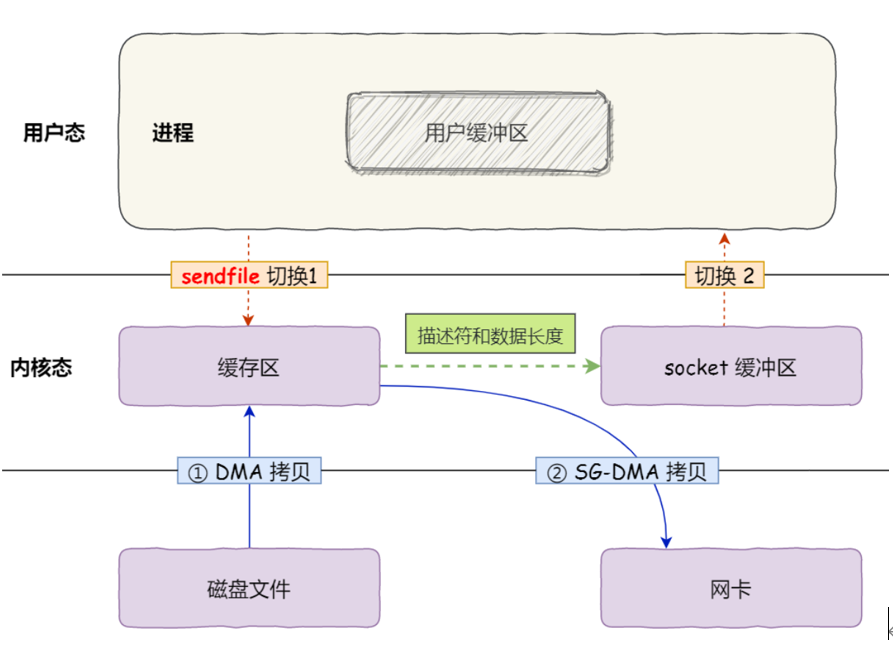 用户态
进程
用户缓冲区
sendfile 切换1
切换 2
描述符和数据长度
内核态
缓存区
socket 缓冲区
① DMA 拷贝
② SG-DMA 拷贝
磁盘文件
网卡